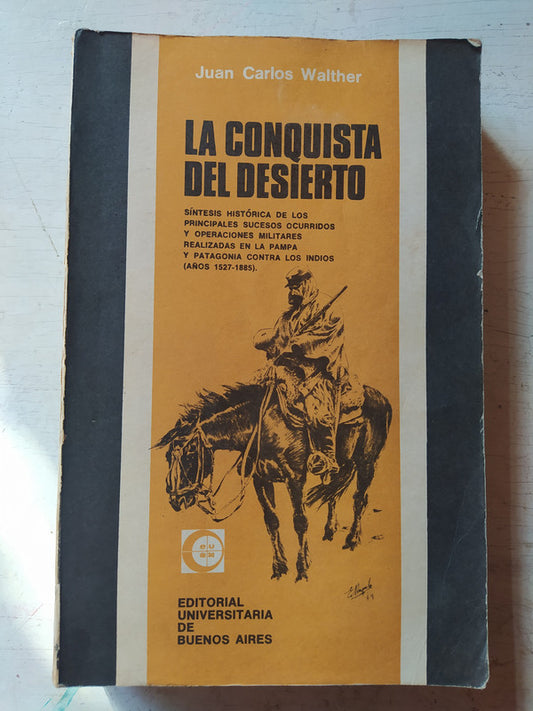 Juan Carlos Walther
LA CONQUISTA
DEL DESIERTO
SÍNTESIS HISTÓRICA DE LOS
PRINCIPALES SUCESOS OCURRIDOS
Y OPERACIONES MILITARES
REALIZADAS EN LA PAMPA
Y PATAGONIA CONTRA LOS INDIOS
(AÑOS 1527-1885).
EDITORIAL
UNIVERSITARIA
DE
BUENOS AIRES